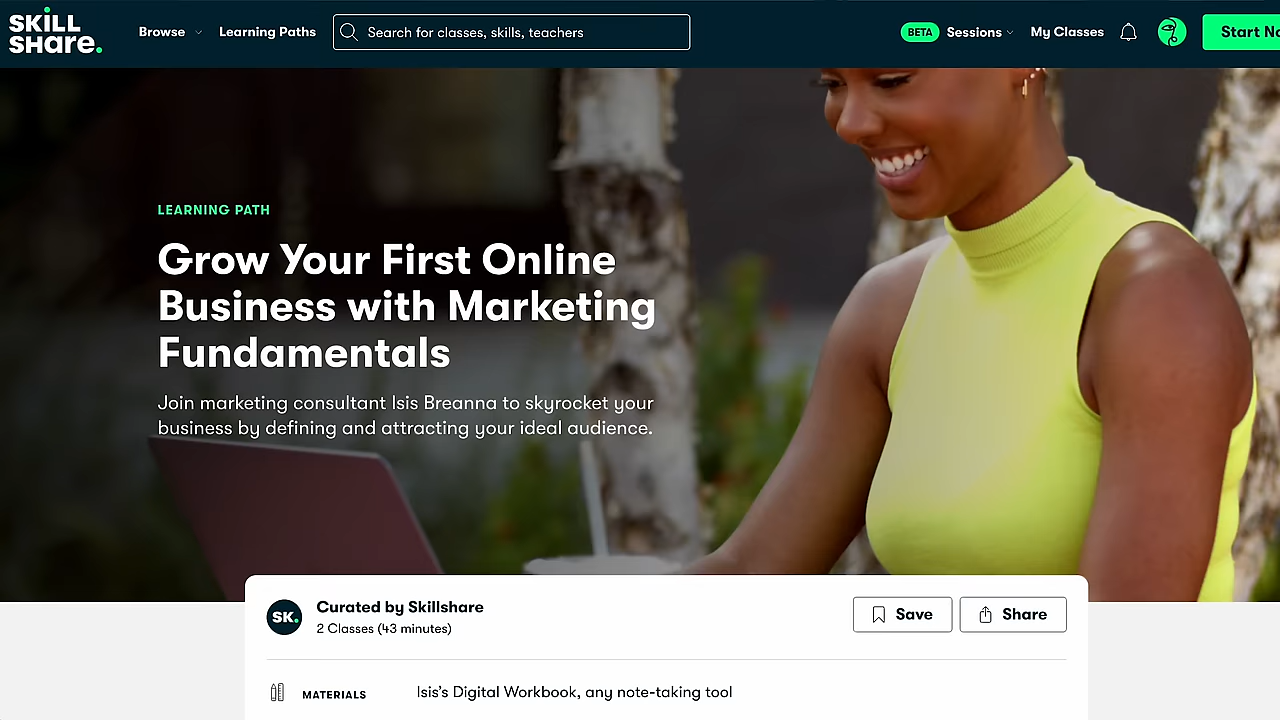 SKILL
SHare.
Browse
Learning Paths
Search for classes, skills, teachers
BETA
Sessions
My Classes
Start No
LEARNING PATH
Grow Your First Online
Business with Marketing
Fundamentals
Join marketing consultant Isis Breanna to skyrocket your
business by defining and attracting your ideal audience.
SK.
Curated by Skillshare
2 Classes (43 minutes)
Save
Share
MATERIALS
Isis's Digital Workbook, any note-taking tool